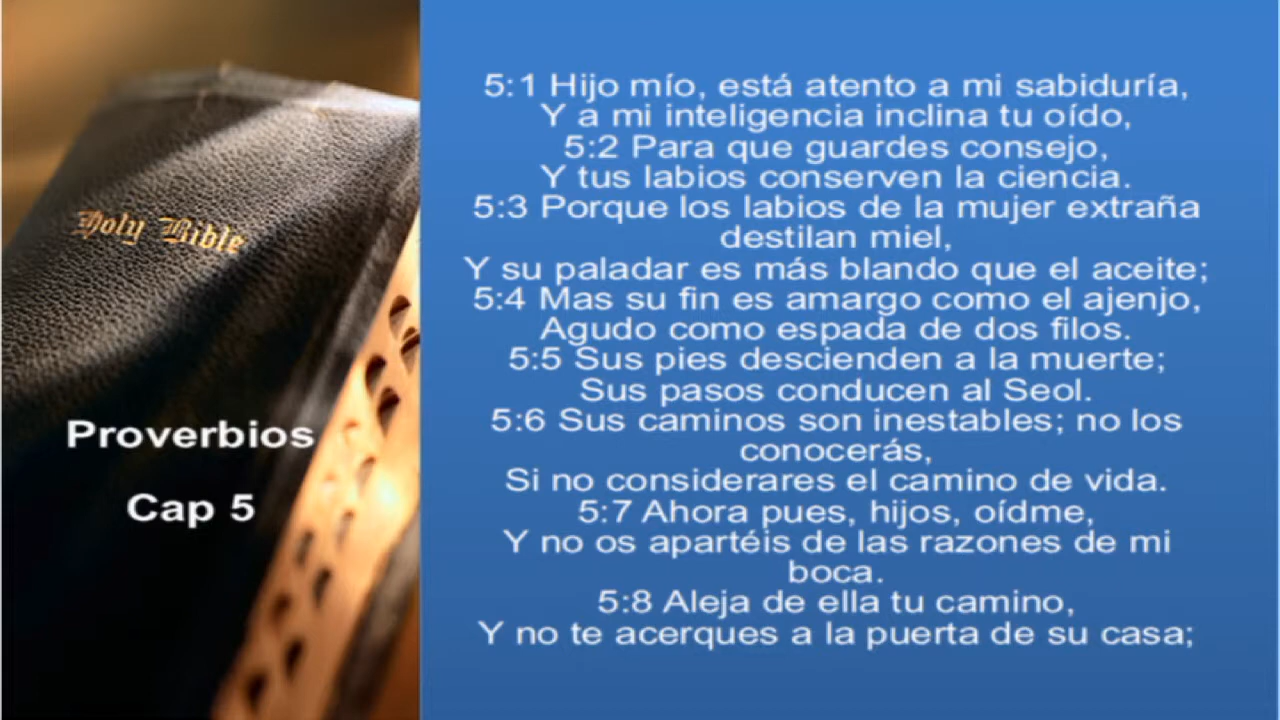 Holy Bible
Proverbios
Cap 5
5:1 Hijo mío, está atento a mi sabiduría,
Y a mi inteligencia inclina tu oído,
5:2 Para que guardes consejo,
Y tus labios conserven la ciencia.
5:3 Porque los labios de la mujer extraña
destilan miel,
Y su paladar es más blando que el aceite;
5:4 Mas su fin es amargo como el ajenjo,
Agudo como espada de dos filos.
5:5 Sus pies descienden a la muerte;
Sus pasos conducen al Seol.
5:6 Sus caminos son inestables; no los
conocerás,
Si no considerares el camino de vida.
5:7 Ahora pues, hijos, oídme,
Y no os apartéis de las razones de mi
boca.
5:8 Aleja de ella tu camino,
Y no te acerques a la puerta de su casa;